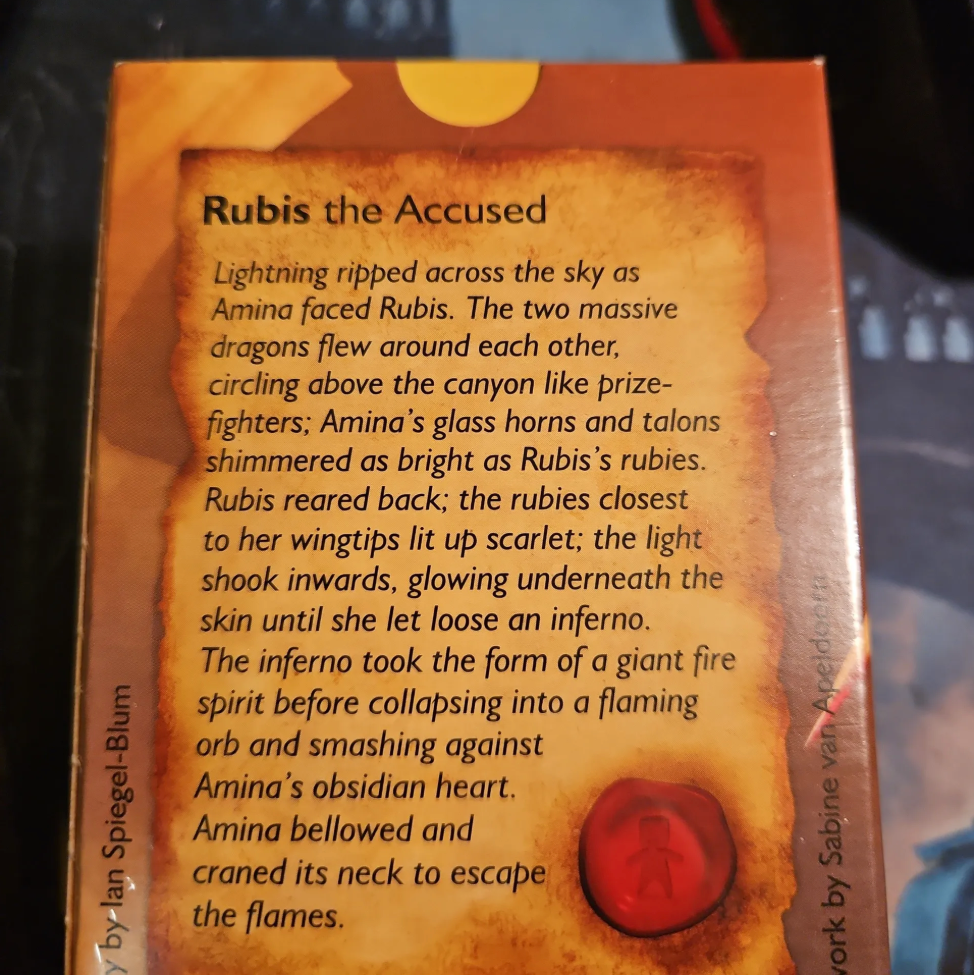 Rubis the Accused
Lightning ripped across the sky as
Amina faced Rubis. The two massive
dragons flew around each other,
circling above the canyon like prize-
fighters; Amina's glass horns and talons
shimmered as bright as Rubis's rubies.
Rubis reared back; the rubies closest
to her wingtips lit up scarlet; the light
shook inwards, glowing underneath the
skin until she let loose an inferno.
The inferno took the form of a giant fire
spirit before collapsing into a flaming
orb and smashing against
Amina's obsidian heart.
Amina bellowed and
craned its neck to escape
the flames.
y by Ian Spiegel-Blum
work by Sabine van Apeldoorn